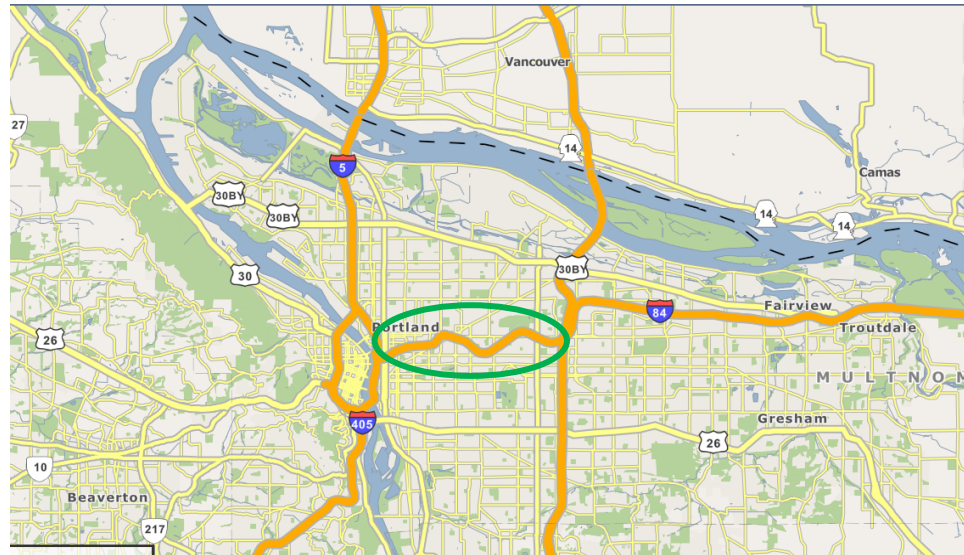 Vancouver
27
14
5
Camas
30BY
30BY
14
14
30
30BY
84
Fairview
Portland
Troutdale
26
M U L T N O M
405
Gresham
26
10
Beaverton
217